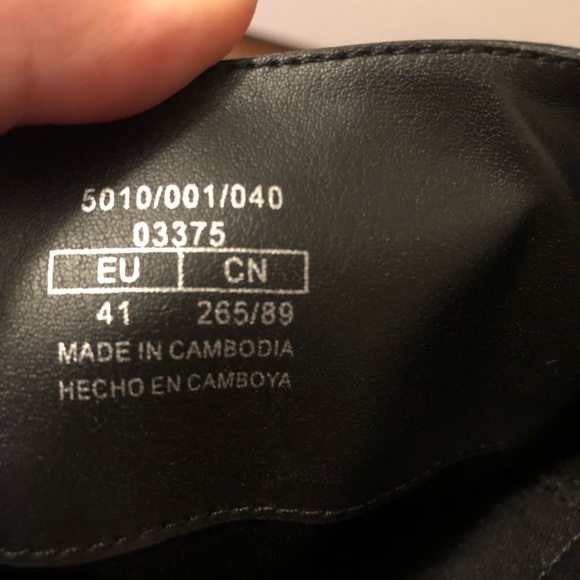 5010/001/040
03375
EU CN
41 265/89
MADE IN CAMBODIA
HECHO EN CAMBOYA